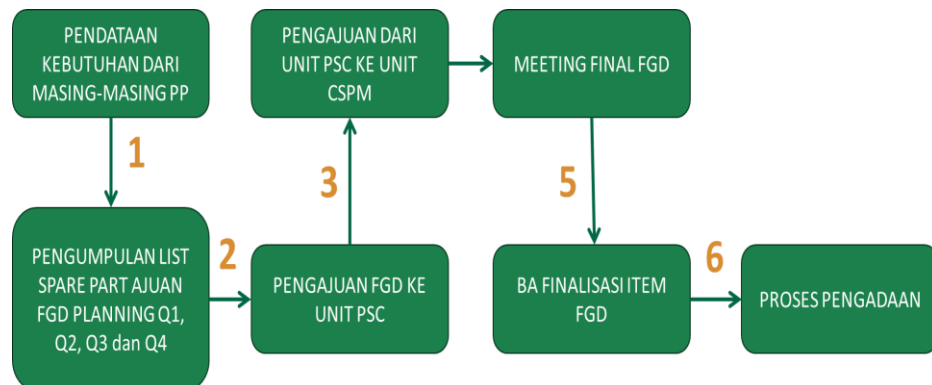 PENDATAAN
KEBUTUHAN DARI
MASING-MASING PP
1
PENGUMPULAN LIST
SPARE PART AJUAN
FGD PLANNING Q1,
Q2, Q3 dan Q4
2
PENGAJUAN FGD KE
UNIT PSC
3
PENGAJUAN DARI
UNIT PSC KE UNIT
CSPM
MEETING FINAL FGD
5
BA FINALISASI ITEM
FGD
6
PROSES PENGADAAN